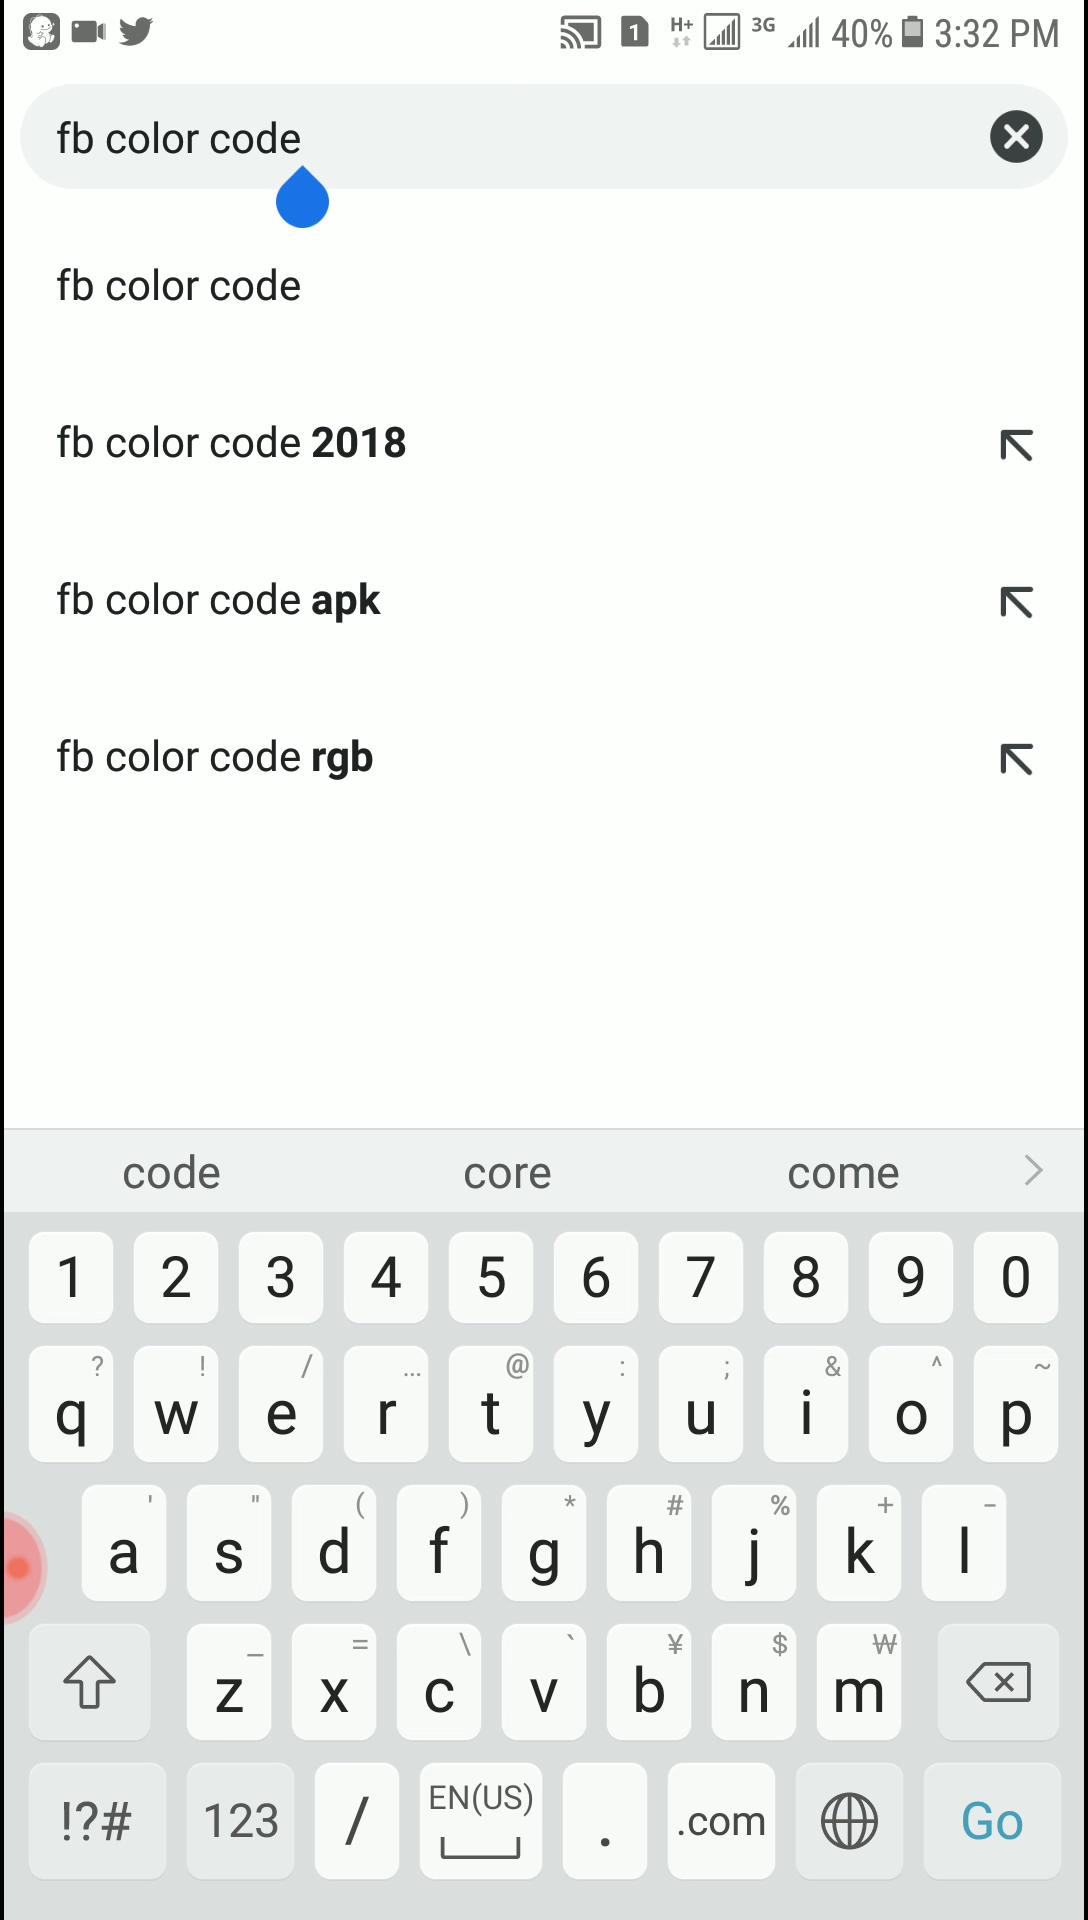 1 H+ 3G 40% 3:32 PM
fb color code
fb color code
fb color code 2018
fb color code apk
fb color code rgb
code core come
1 2 3 4 5 6 7 8 9 0
? ! / ... @ : ; & ^ ~
q w e r t y u i o p
' " ( ) * # % + -
a s d f g h j k l
_ = \ ` ¥ $ ₩
z x c v b n m
!?# 123 / EN(US) . .com Go